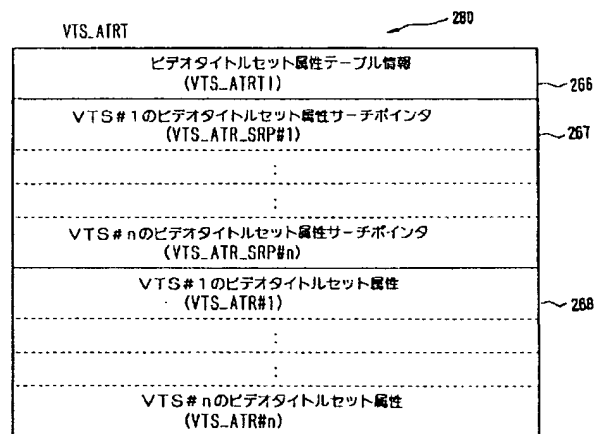 VTS_ATRT
280
ビデオタイトルセット属性テーブル情報
(VTS_ATRTI)
266
VTS#1のビデオタイトルセット属性サーチポインタ
(VTS_ATR_SRP#1)
267
:
:
VTS#nのビデオタイトルセット属性サーチポインタ
(VTS_ATR_SRP#n)
VTS#1のビデオタイトルセット属性
(VTS_ATR#1)
268
:
:
VTS#nのビデオタイトルセット属性
(VTS_ATR#n)